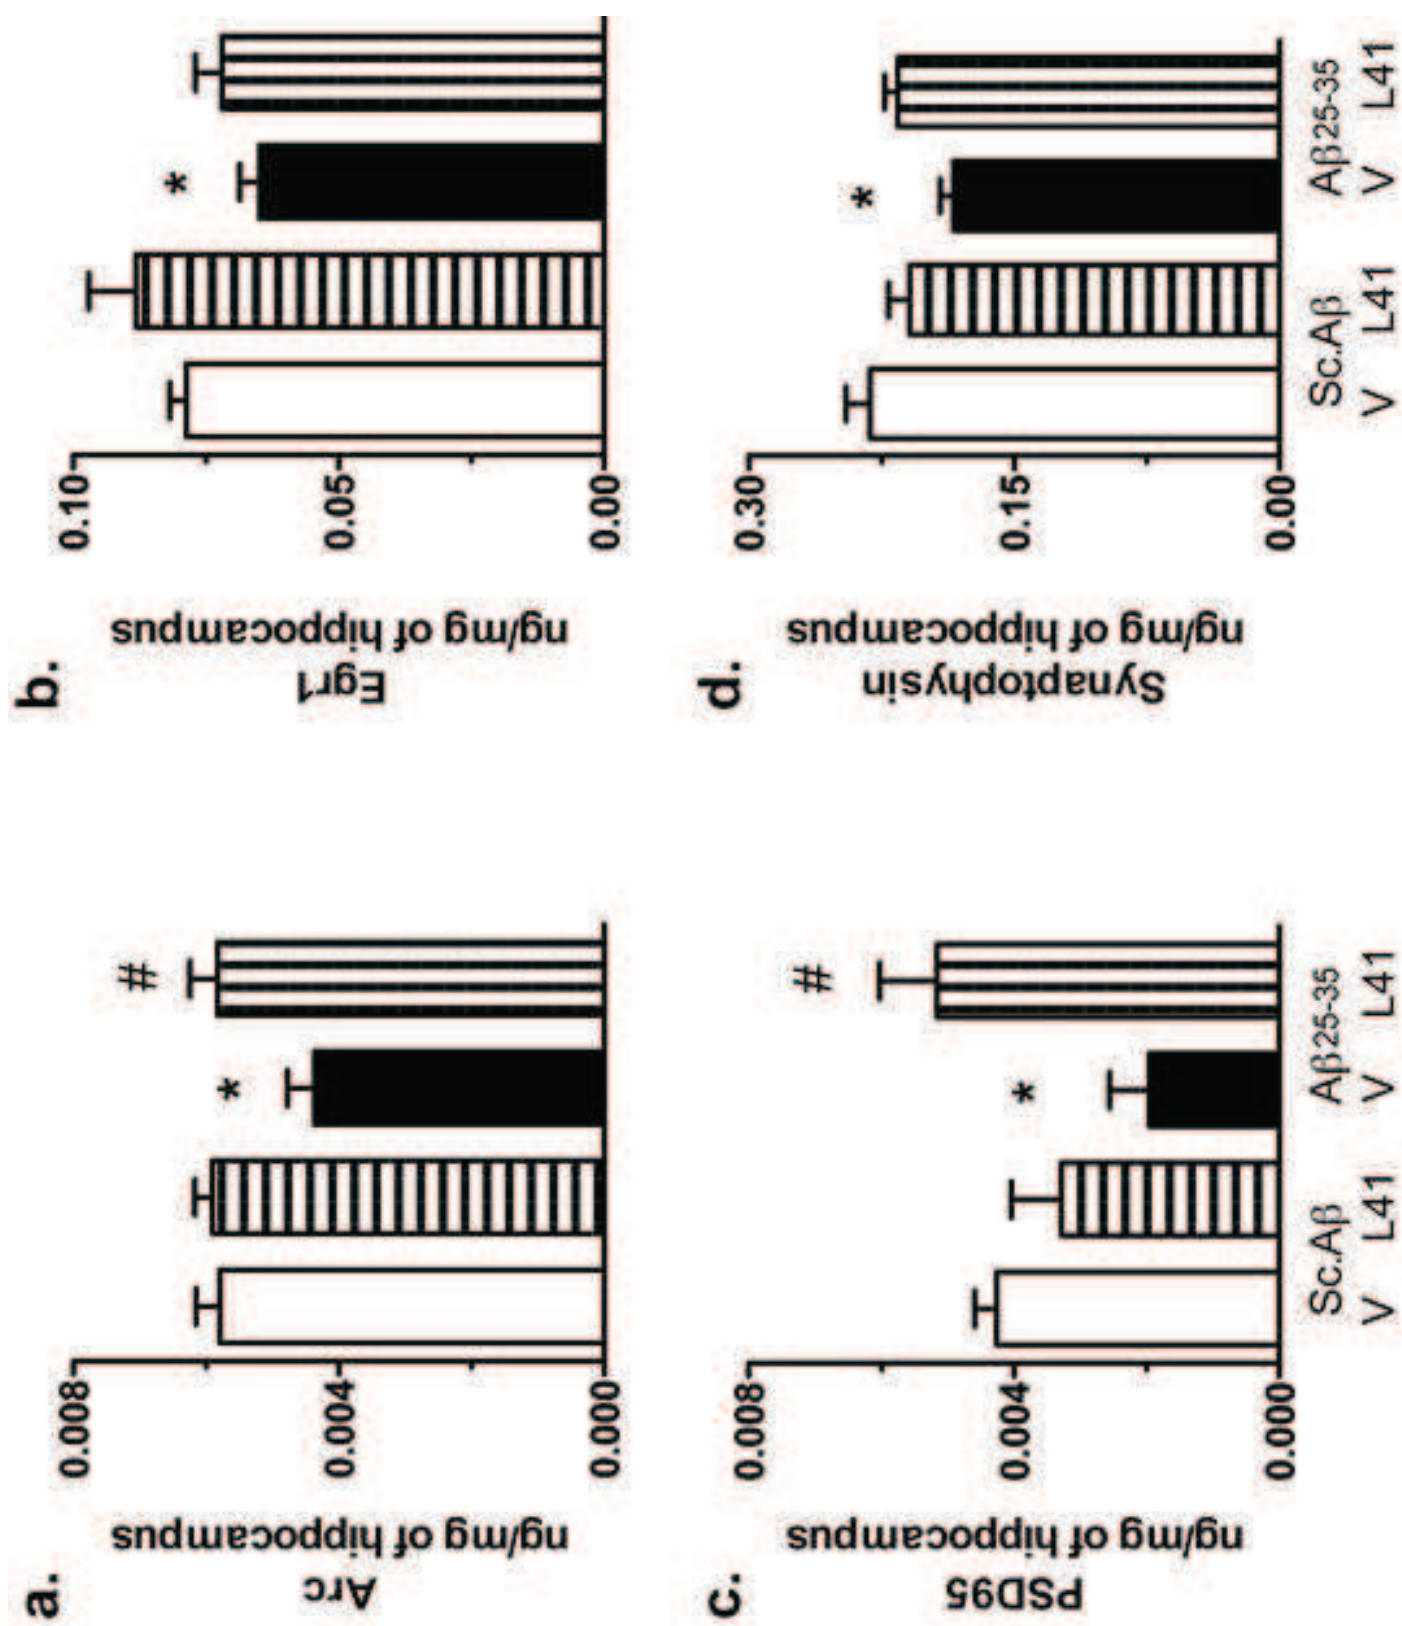 a.
Arc
ng/mg of hippocampus
0.008
0.004
0.000
*
#
b.
Egr1
ng/mg of hippocampus
0.10
0.05
0.00
*
c.
PSD95
ng/mg of hippocampus
0.008
0.004
0.000
*
#
Sc.Aβ Aβ25-35
V L41 V L41
d.
Synaptophysin
ng/mg of hippocampus
0.30
0.15
0.00
*
Sc.Aβ Aβ25-35
V L41 V L41